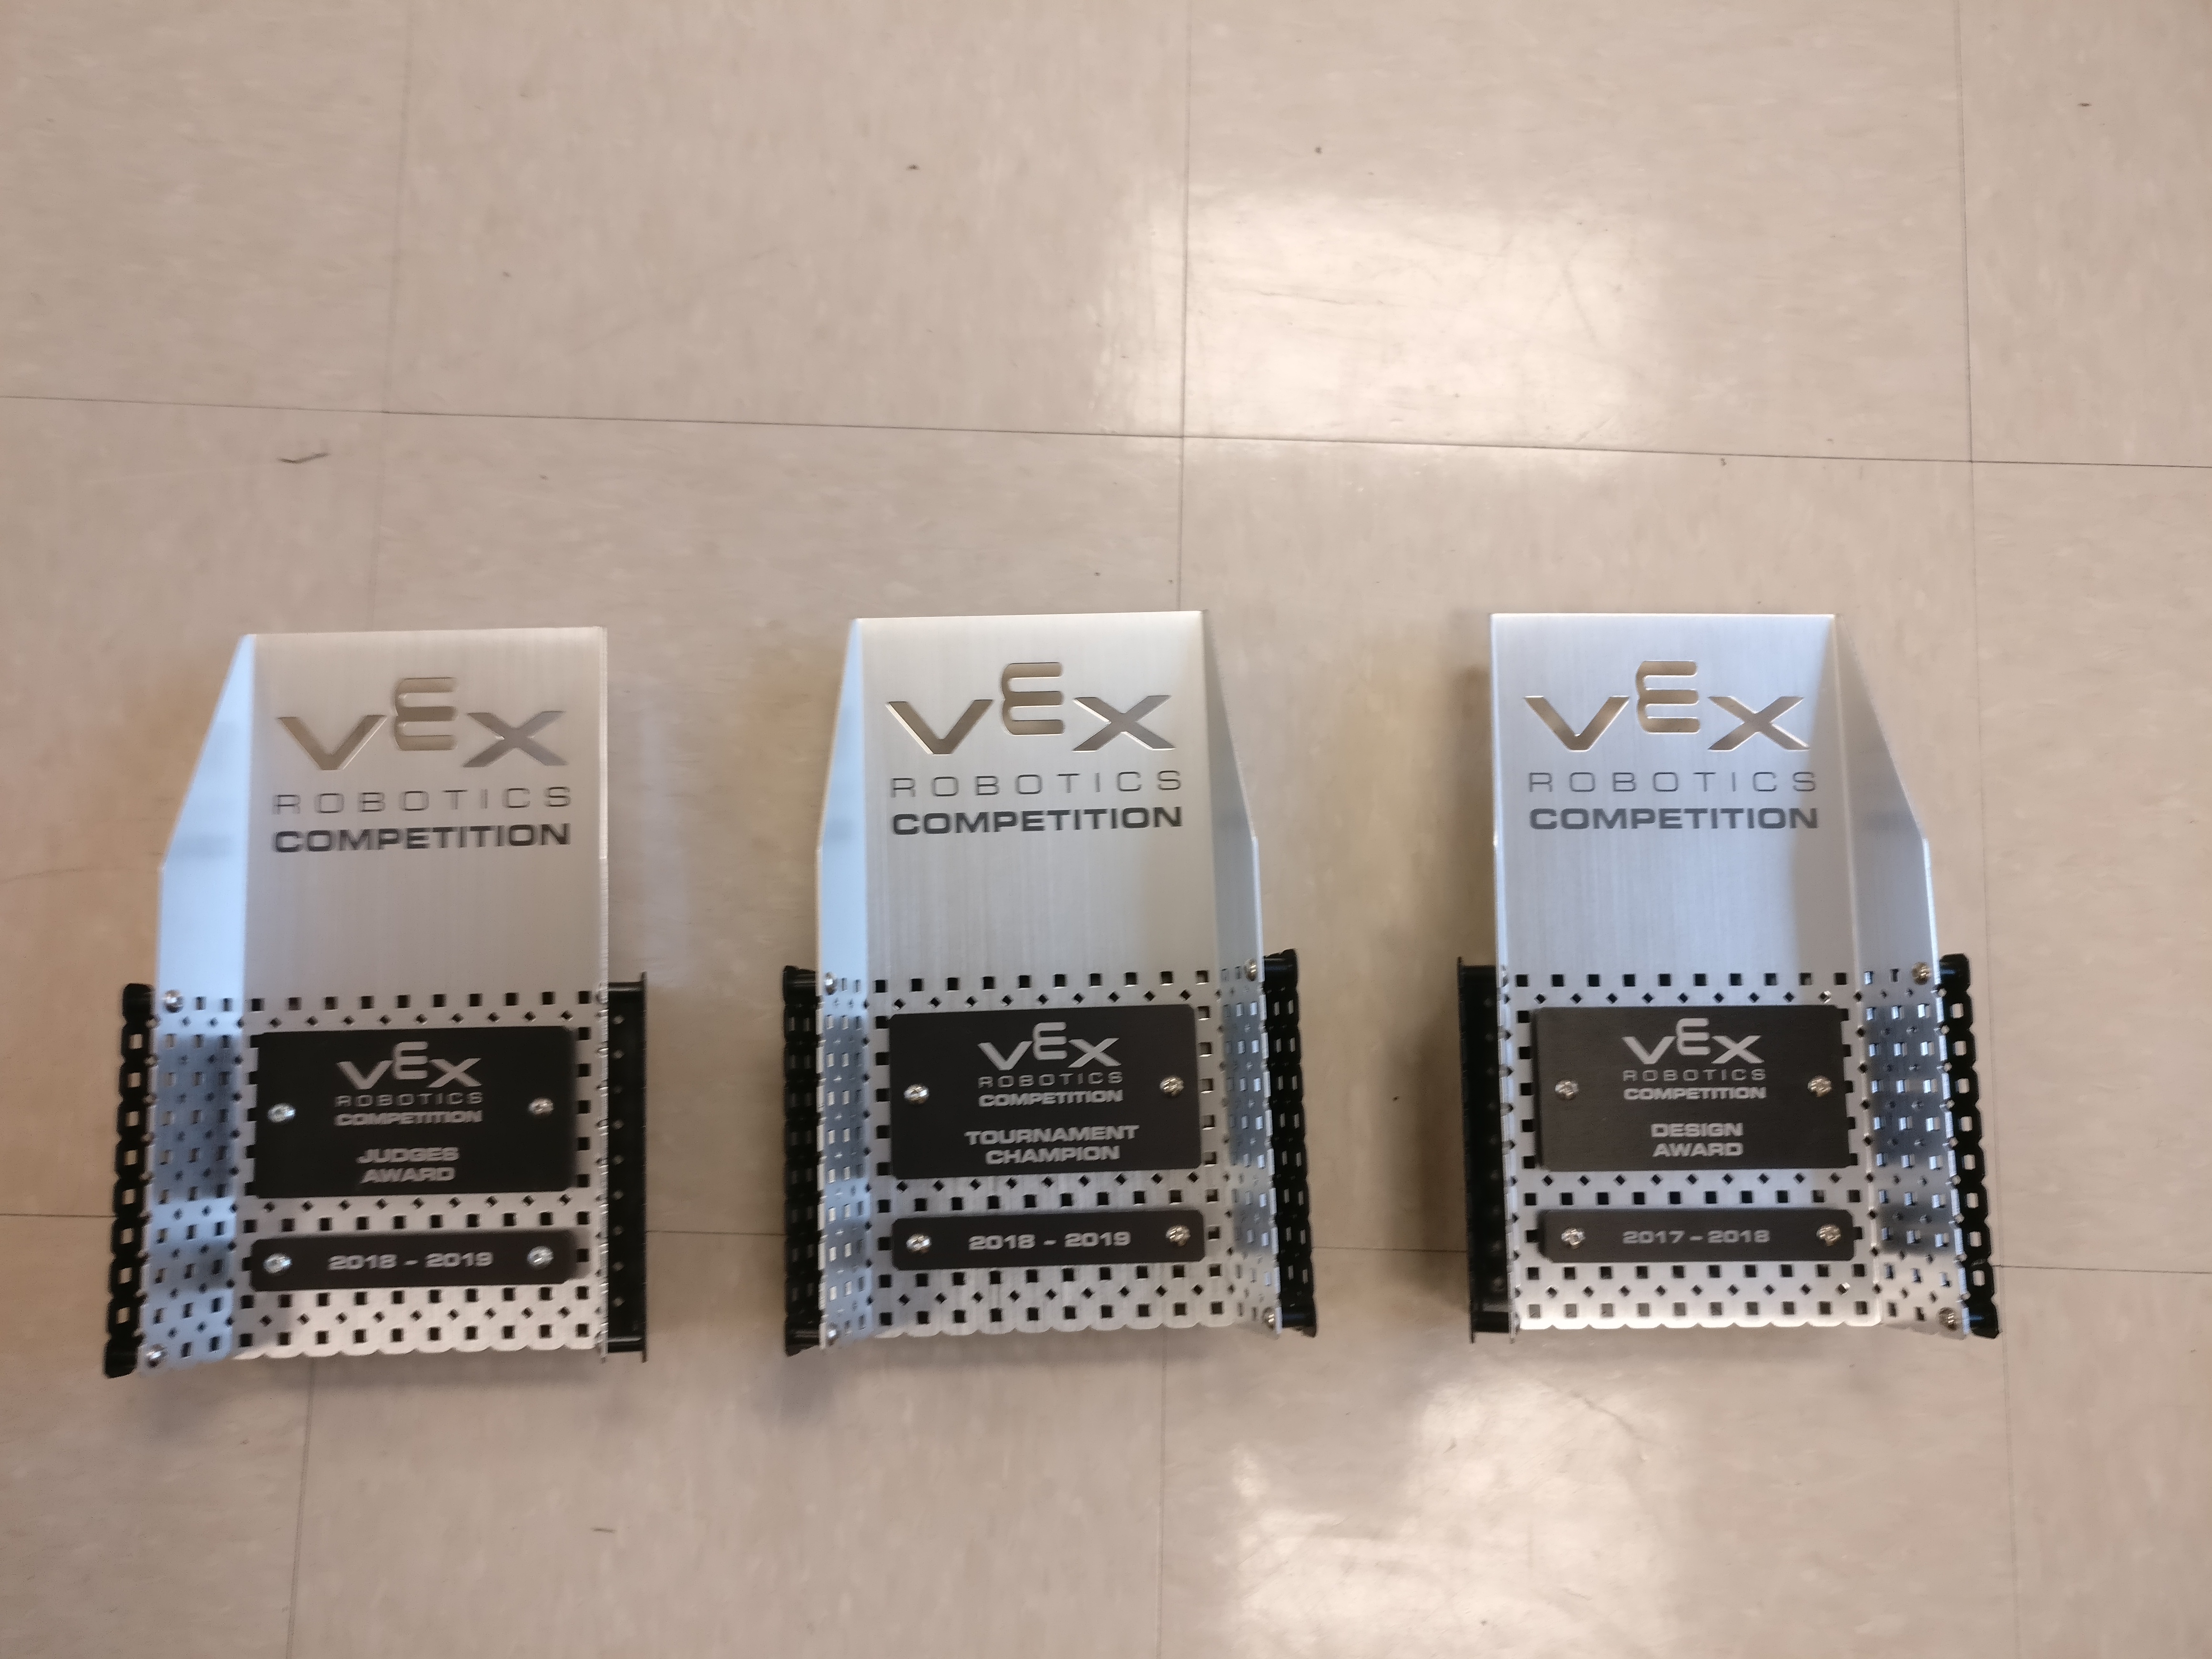 VEX
ROBOTICS
COMPETITION
VEX
ROBOTICS
COMPETITION
JUDGES
AWARD
2018 - 2019
VEX
ROBOTICS
COMPETITION
VEX
ROBOTICS
COMPETITION
TOURNAMENT
CHAMPION
2018 - 2019
VEX
ROBOTICS
COMPETITION
VEX
ROBOTICS
COMPETITION
DESIGN
AWARD
2017 - 2018